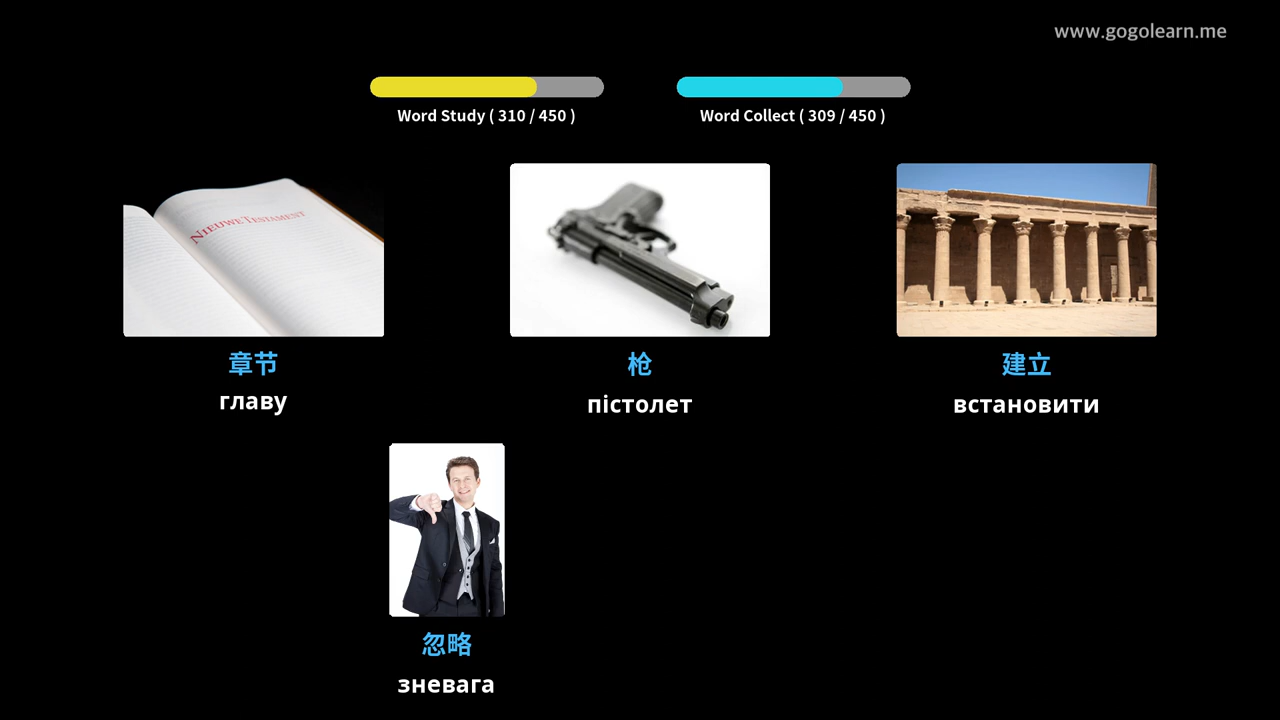 www.gogolearn.me
Word Study ( 310 / 450 )
Word Collect ( 309 / 450 )
NIEUWE TESTAMENT
章节
главу
枪
пістолет
建立
встановити
忽略
зневага